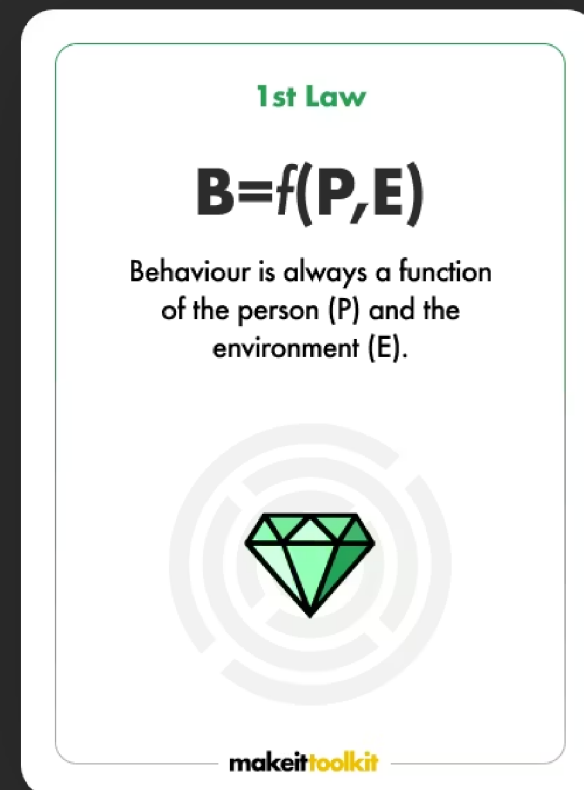 1st Law
B=f(P,E)
Behaviour is always a function
of the person (P) and the
environment (E).
makeittoolkit